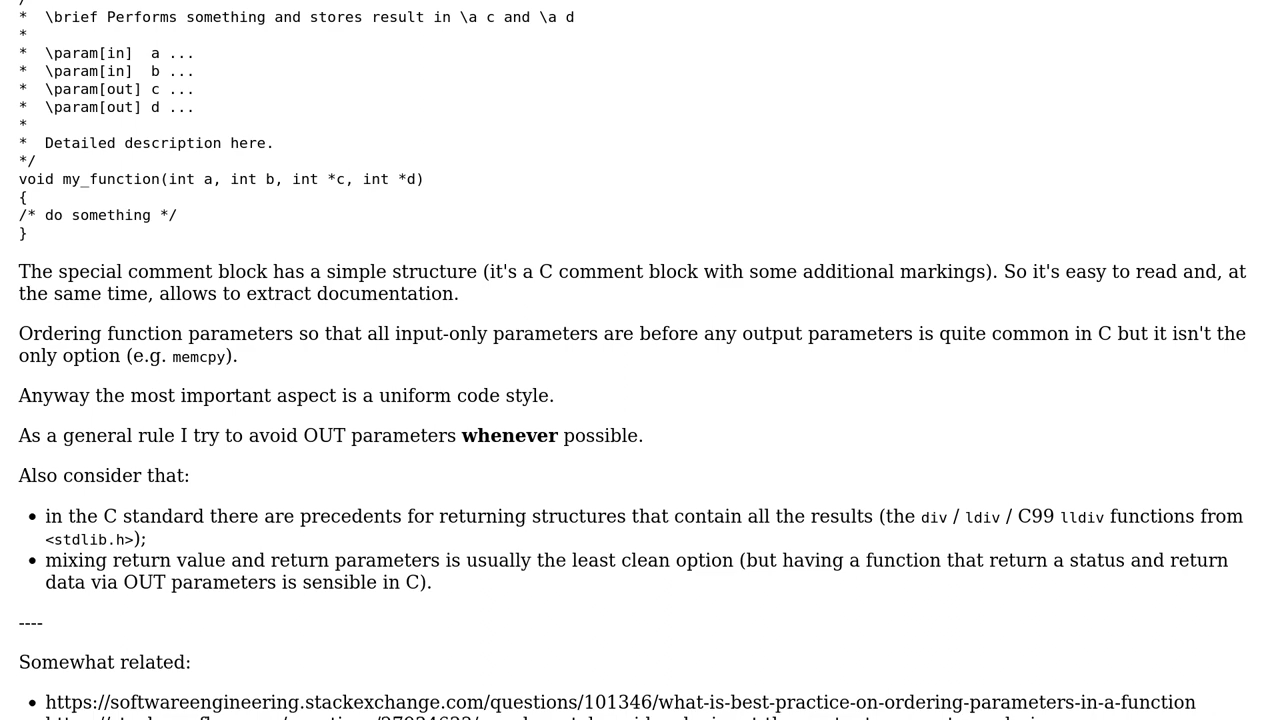 *  \brief Performs something and stores result in \a c and \a d
*
*  \param[in]  a ...
*  \param[in]  b ...
*  \param[out] c ...
*  \param[out] d ...
*
*  Detailed description here.
*/
void my_function(int a, int b, int *c, int *d)
{
/* do something */
}
The special comment block has a simple structure (it's a C comment block with some additional markings). So it's easy to read and, at
the same time, allows to extract documentation.
Ordering function parameters so that all input-only parameters are before any output parameters is quite common in C but it isn't the
only option (e.g. memcpy).
Anyway the most important aspect is a uniform code style.
As a general rule I try to avoid OUT parameters whenever possible.
Also consider that:
• in the C standard there are precedents for returning structures that contain all the results (the div / ldiv / C99 lldiv functions from
<stdlib.h>);
• mixing return value and return parameters is usually the least clean option (but having a function that return a status and return
data via OUT parameters is sensible in C).
----
Somewhat related:
• https://softwareengineering.stackexchange.com/questions/101346/what-is-best-practice-on-ordering-parameters-in-a-function